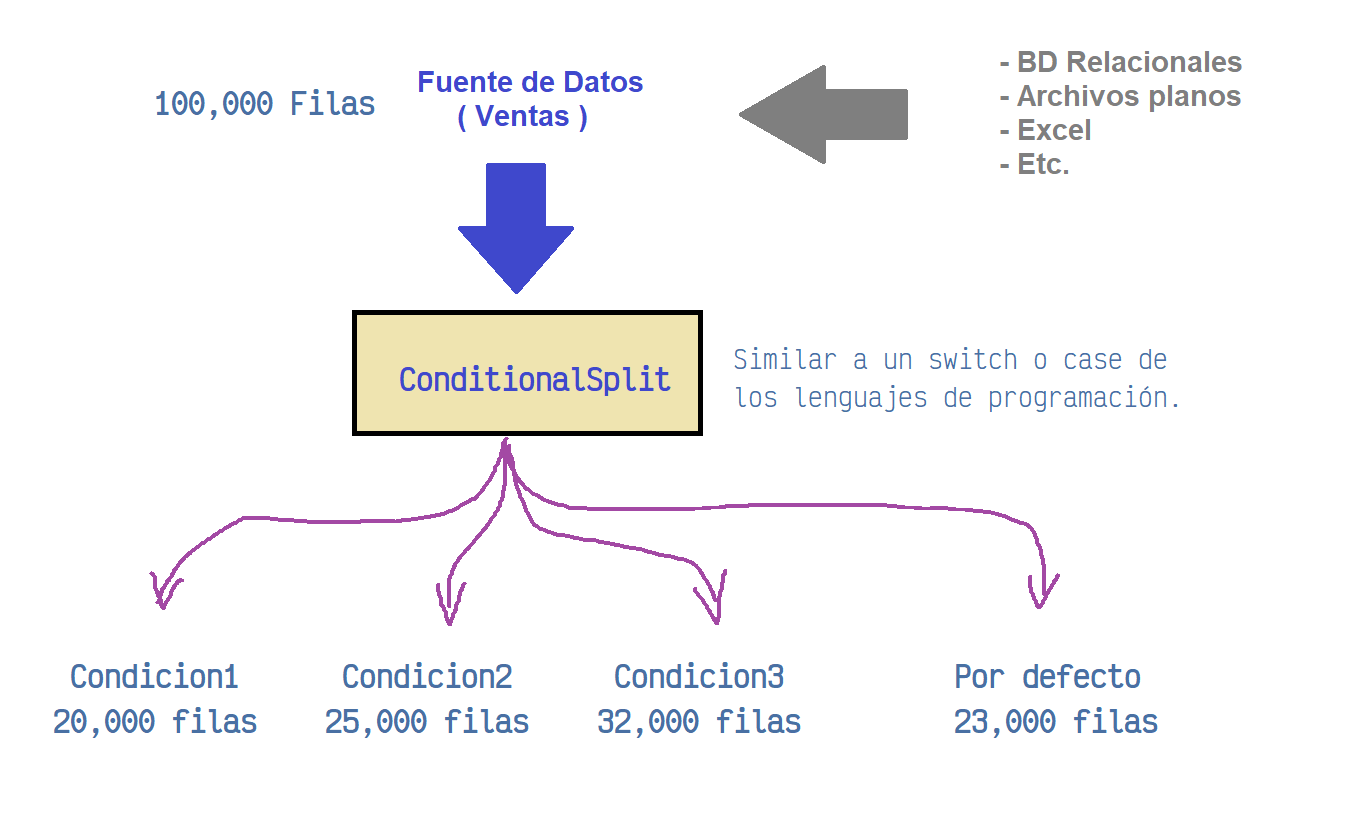 100,000 Filas
Fuente de Datos
( Ventas )
- BD Relacionales
- Archivos planos
- Excel
- Etc.
ConditionalSplit
Similar a un switch o case de
los lenguajes de programación.
Condicion1
20,000 filas
Condicion2
25,000 filas
Condicion3
32,000 filas
Por defecto
23,000 filas